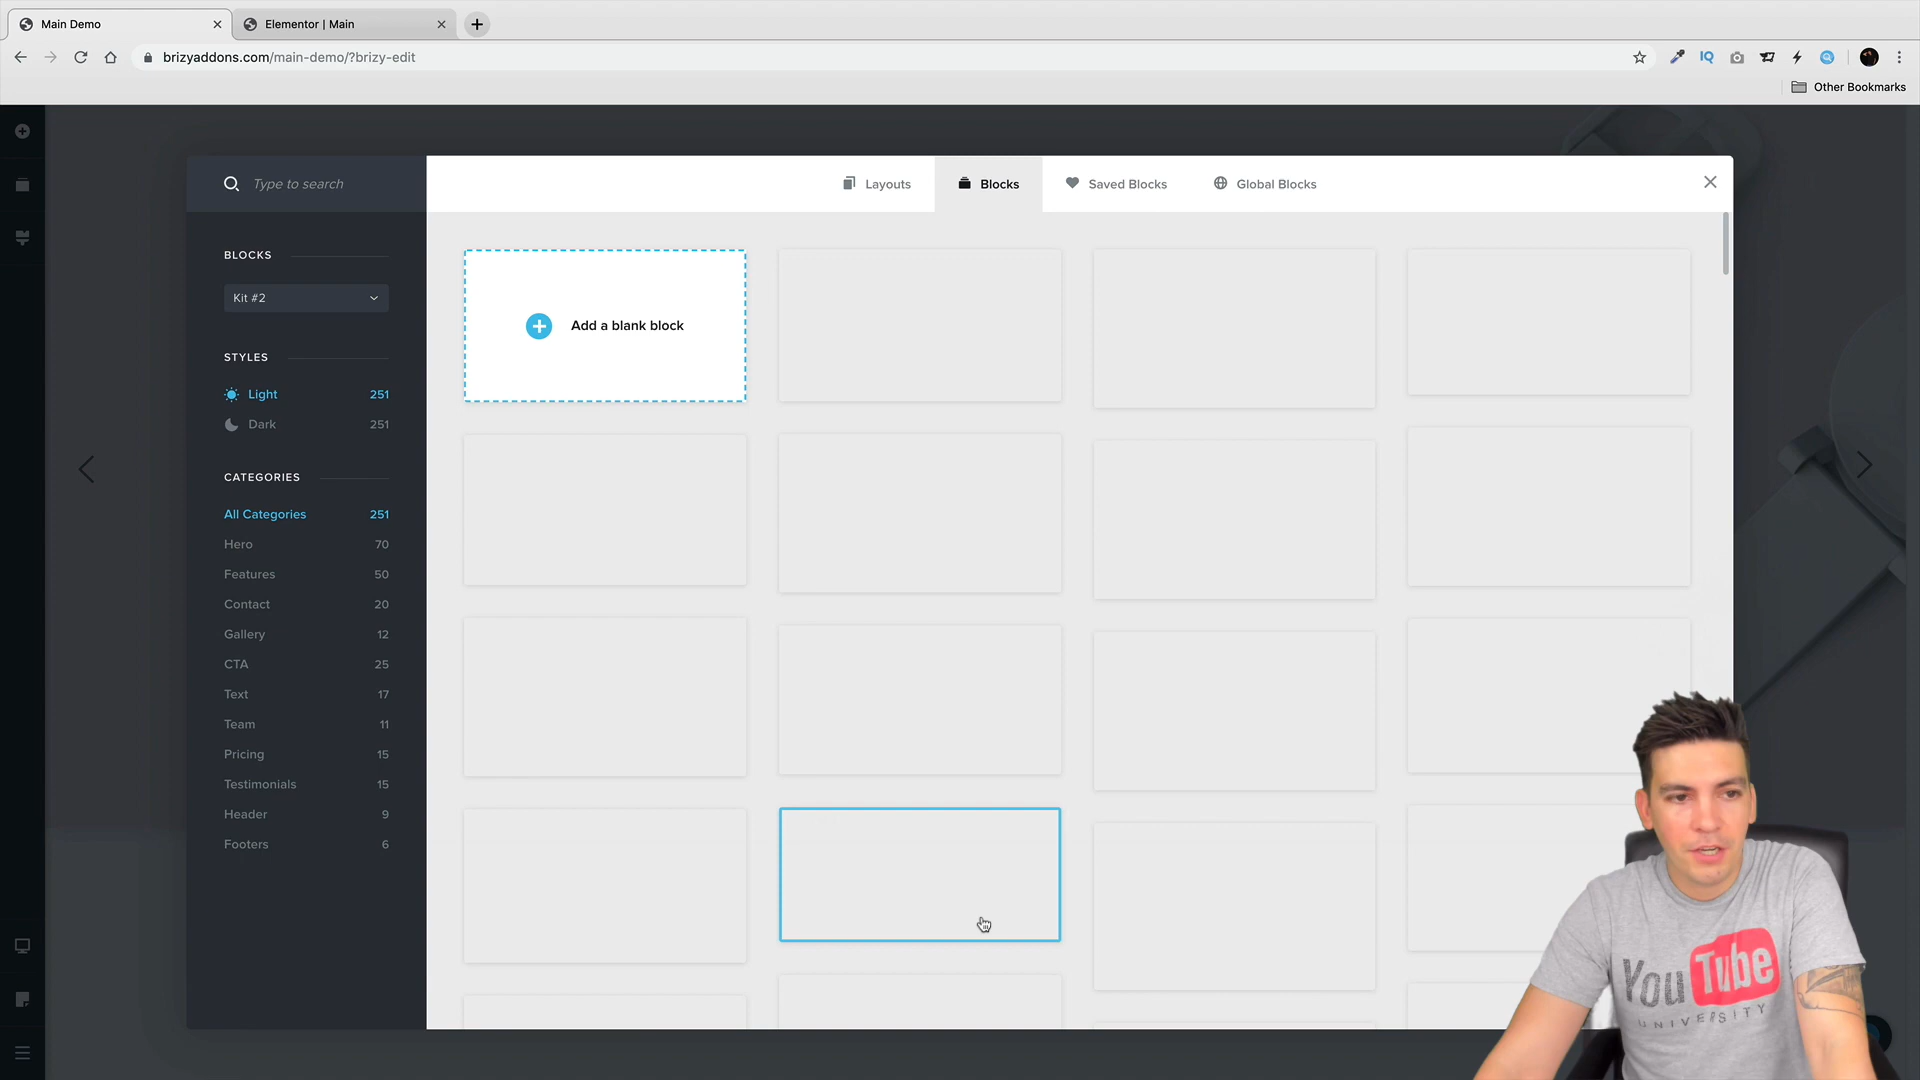 Main Demo
Elementor | Main
brizyaddons.com/main-demo/?brizy-edit
IQ
Other Bookmarks
Type to search
Layouts
Blocks
Saved Blocks
Global Blocks
BLOCKS
Kit #2
STYLES
Light 251
Dark 251
CATEGORIES
All Categories 251
Hero 70
Features 50
Contact 20
Gallery 12
CTA 25
Text 17
Team 11
Pricing 15
Testimonials 15
Header 9
Footers 6
Add a blank block
YouTube
UNIVERSITY